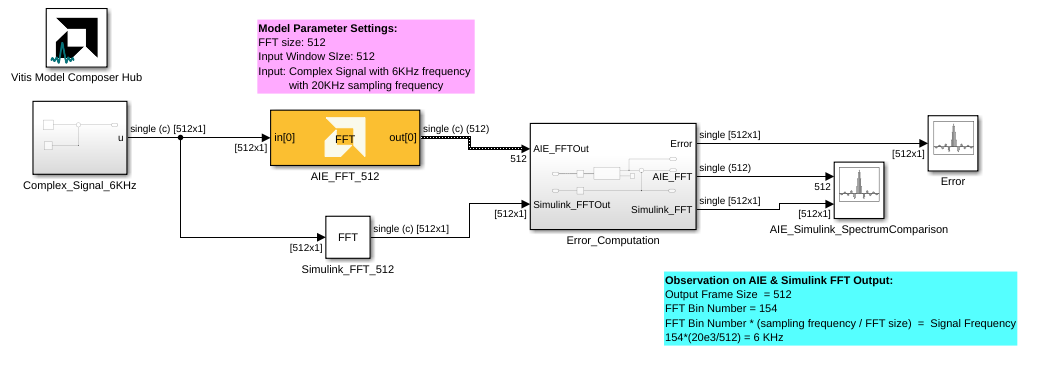 Vitis Model Composer Hub
Model Parameter Settings:
FFT size: 512
Input Window SIze: 512
Input: Complex Signal with 6KHz frequency
with 20KHz sampling frequency
u
Complex_Signal_6KHz
single (c) [512x1]
[512x1]
in[0]
FFT
out[0]
AIE_FFT_512
single (c) (512)
512
[512x1]
FFT
Simulink_FFT_512
single (c) [512x1]
[512x1]
AIE_FFTOut
Simulink_FFTOut
Error
AIE_FFT
Simulink_FFT
Error_Computation
single [512x1]
[512x1]
Error
single (512)
512
single [512x1]
[512x1]
AIE_Simulink_SpectrumComparison
Observation on AIE & Simulink FFT Output:
Output Frame Size = 512
FFT Bin Number = 154
FFT Bin Number * (sampling frequency / FFT size) = Signal Frequency
154*(20e3/512) = 6 KHz